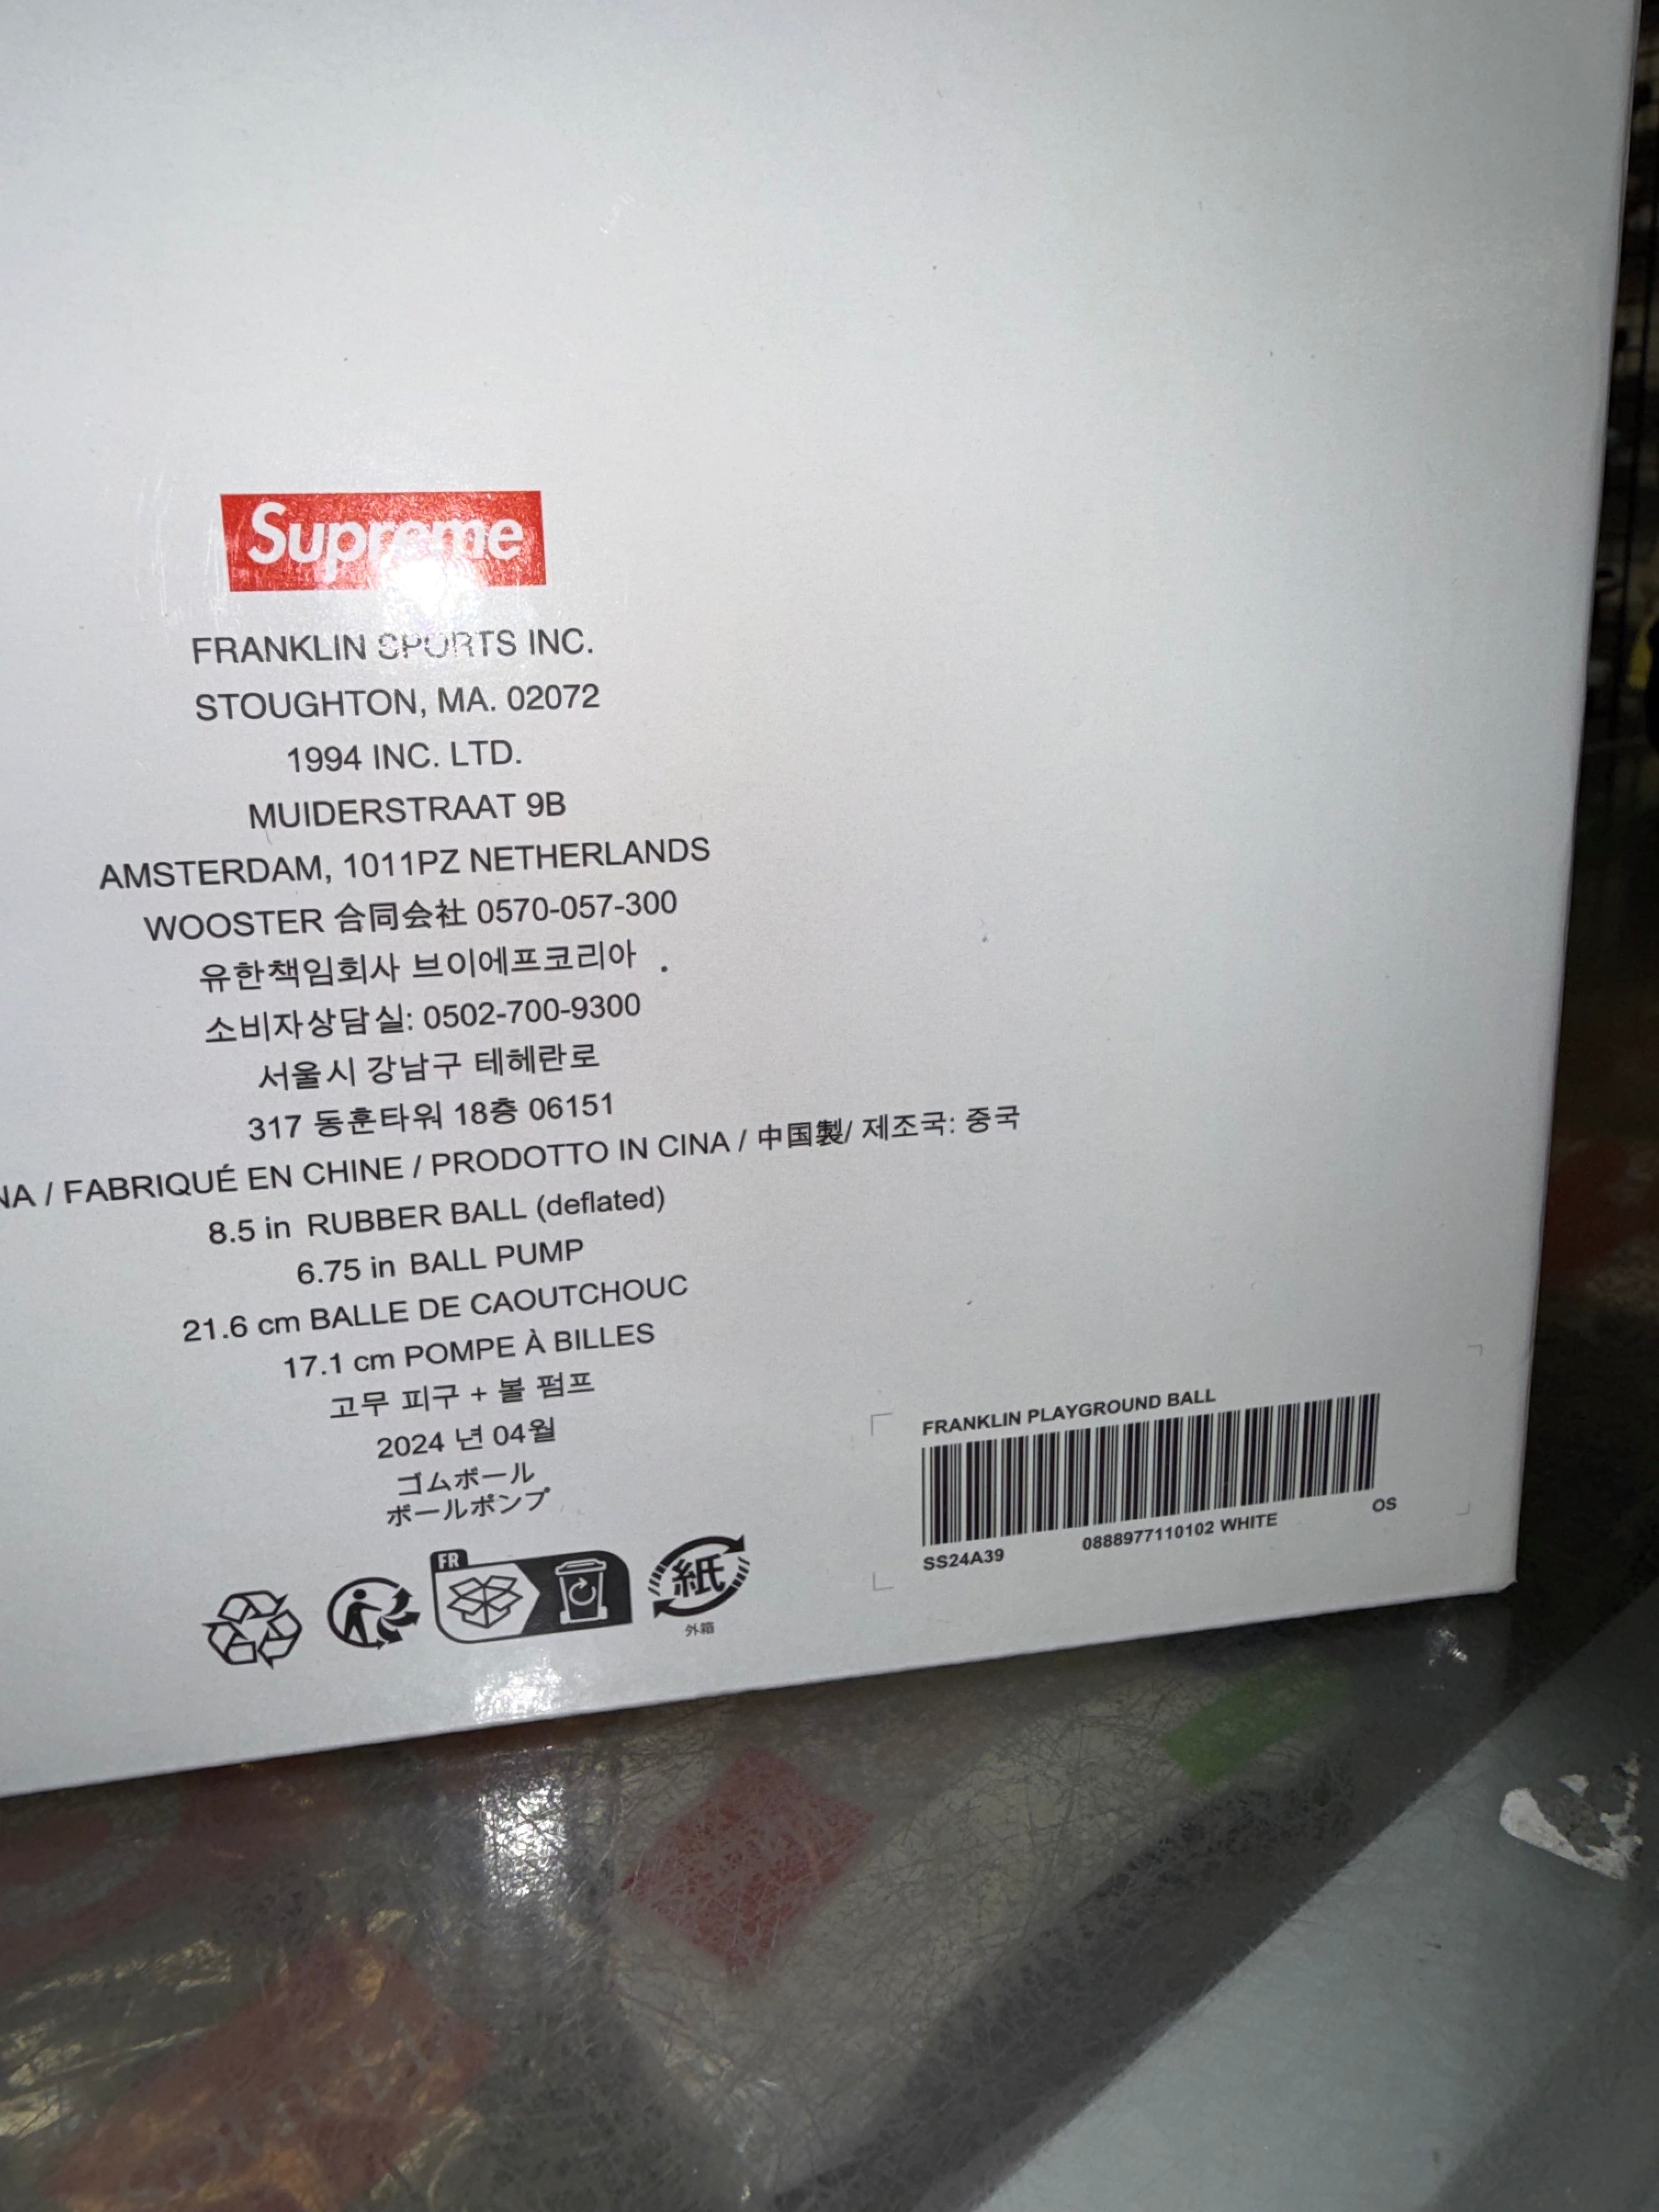 Supreme
FRANKLIN SPORTS INC.
STOUGHTON, MA. 02072
1994 INC. LTD.
MUIDERSTRAAT 9B
AMSTERDAM, 1011PZ NETHERLANDS
WOOSTER 合同会社 0570-057-300
유한책임회사 브이에프코리아
소비자상담실: 0502-700-9300
서울시 강남구 테헤란로
317 동훈타워 18층 06151
/ FABRIQUÉ EN CHINE / PRODOTTO IN CINA / 中国製/ 제조국: 중국
8.5 in RUBBER BALL (deflated)
6.75 in BALL PUMP
21.6 cm BALLE DE CAOUTCHOUC
17.1 cm POMPE À BILLES
고무 피구 + 볼 펌프
2024 년 04월
ゴムボール
ボールポンプ
FR
紙
外箱
FRANKLIN PLAYGROUND BALL
OS
SS24A39 0888977110102 WHITE